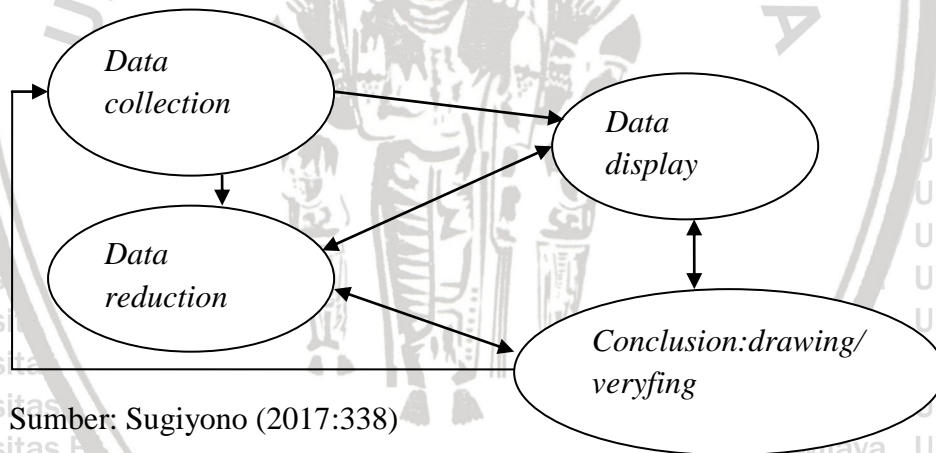 Data
collection
Data
display
Data
reduction
Conclusion:drawing/
veryfing
Sumber: Sugiyono (2017:338)